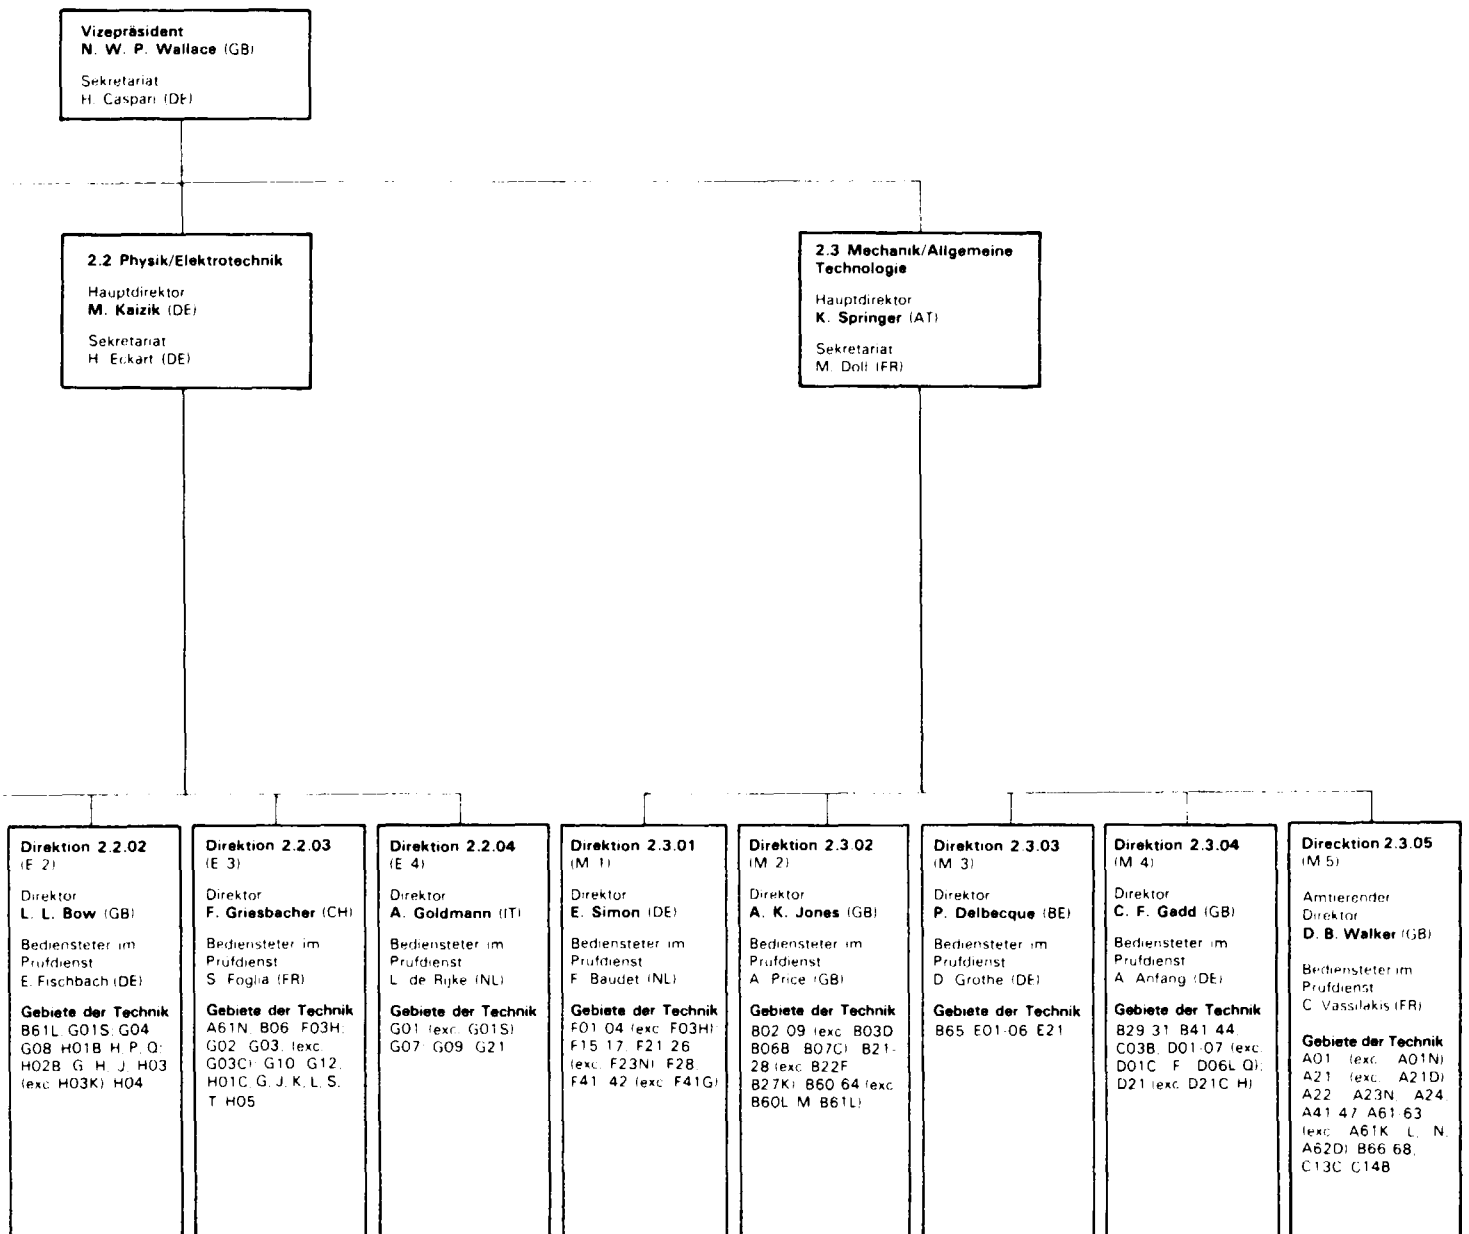 Vizepräsident
N. W. P. Wallace (GB)
Sekretariat
H. Caspari (DE)
2.2 Physik/Elektrotechnik
Hauptdirektor
M. Kaizik (DE)
Sekretariat
H. Eckart (DE)
2.3 Mechanik/Allgemeine
Technologie
Hauptdirektor
K. Springer (AT)
Sekretariat
M. Doll (FR)
Direktion 2.2.02
(E 2)
Direktor
L. L. Bow (GB)
Bediensteter im
Prufdienst
E. Fischbach (DE)
Gebiete der Technik
B61L, G01S, G04
G08 H01B H, P, Q;
H02B G H, J, H03
(exc H03K) H04
Direktion 2.2.03
(E 3)
Direktor
F. Griesbacher (CH)
Bediensteter im
Prufdienst
S. Foglia (FR)
Gebiete der Technik
A61N, B06 F03H;
G02 G03, (exc.
G03C) G10 G12,
H01C, G, J, K, L, S,
T H05
Direktion 2.2.04
(E 4)
Direktor
A. Goldmann (IT)
Bediensteter im
Prufdienst
L. de Rijke (NL)
Gebiete der Technik
G01 (exc. G01S)
G07 G09 G21
Direktion 2.3.01
(M 1)
Direktor
E. Simon (DE)
Bediensteter im
Prufdienst
F Baudet (NL)
Gebiete der Technik
F01 04 (exc F03H)
F15 17, F21 26
(exc. F23N) F28,
F41 42 (exc F41G)
Direktion 2.3.02
(M 2)
Direktor
A. K. Jones (GB)
Bediensteter im
Prufdienst
A Price (GB)
Gebiete der Technik
B02 09 (exc B03D
B06B B07C) B21-
28 (exc B22F
B27K) B60 64 (exc
B60L M B61L)
Direktion 2.3.03
(M 3)
Direktor
P. Delbecque (BE)
Bediensteter im
Prufdienst
D Grothe (DE)
Gebiete der Technik
B65 E01-06 E21
Direktion 2.3.04
(M 4)
Direktor
C. F. Gadd (GB)
Bediensteter im
Prufdienst
A Anfang (DE)
Gebiete der Technik
B29 31 B41 44,
C03B, D01-07 (exc.
D01C F D06L Q);
D21 (exc D21C H)
Direcktion 2.3.05
(M 5)
Amtierender
Direktor
D. B. Walker (GB)
Bediensteter im
Prufdienst
C Vassilakis (FR)
Gebiete der Technik
A01 (exc. A01N)
A21 (exc. A21D)
A22 A23N, A24,
A41 47 A61-63
(exc A61K L, N,
A62D) B66 68,
C13C C14B